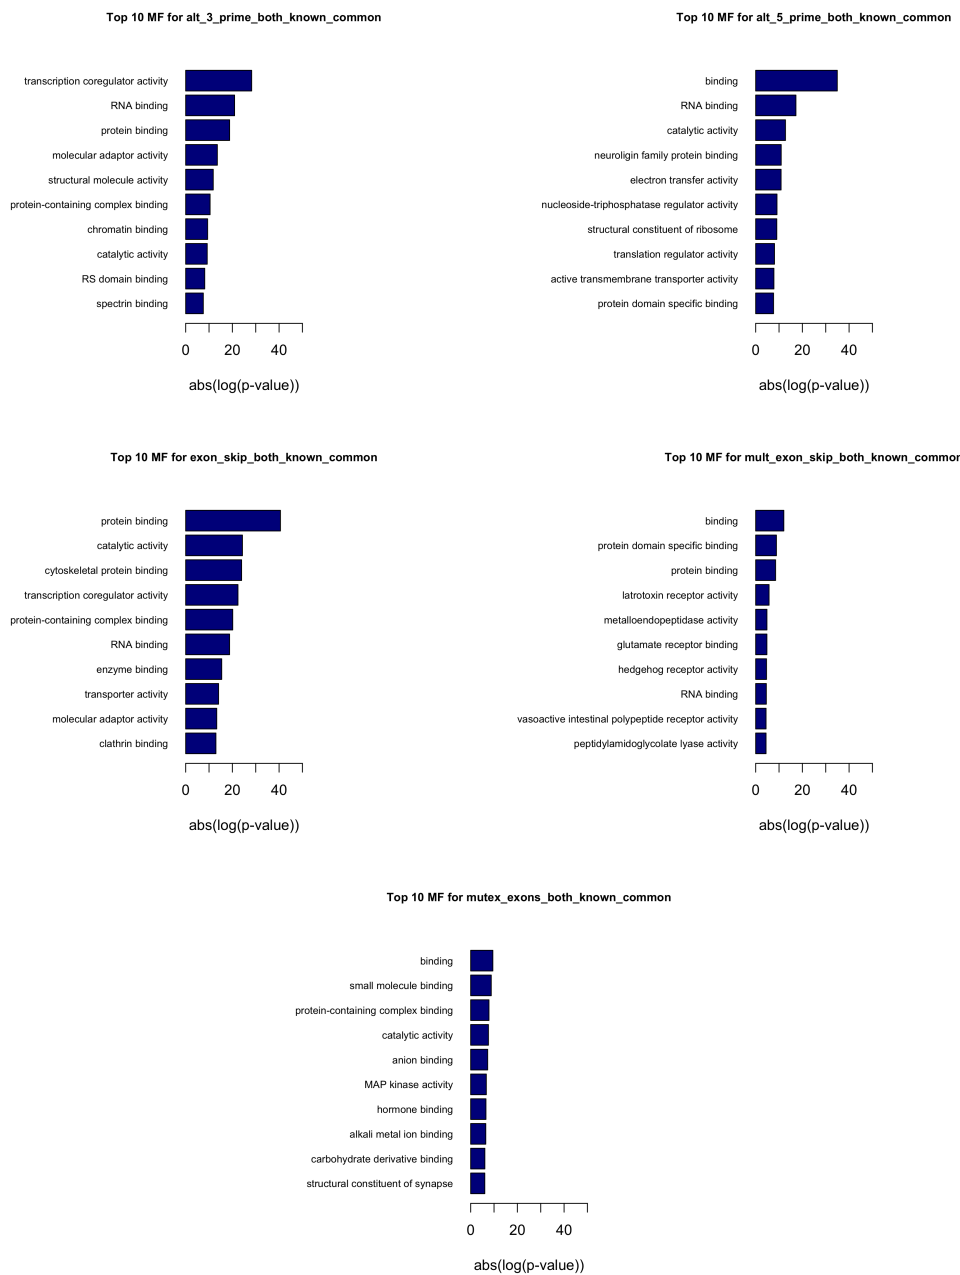 Top 10 MF for alt_3_prime_both_known_common
transcription coregulator activity
RNA binding
protein binding
molecular adaptor activity
structural molecule activity
protein-containing complex binding
chromatin binding
catalytic activity
RS domain binding
spectrin binding
0 20 40
abs(log(p-value))
Top 10 MF for alt_5_prime_both_known_common
binding
RNA binding
catalytic activity
neuroligin family protein binding
electron transfer activity
nucleoside-triphosphatase regulator activity
structural constituent of ribosome
translation regulator activity
active transmembrane transporter activity
protein domain specific binding
0 20 40
abs(log(p-value))
Top 10 MF for exon_skip_both_known_common
protein binding
catalytic activity
cytoskeletal protein binding
transcription coregulator activity
protein-containing complex binding
RNA binding
enzyme binding
transporter activity
molecular adaptor activity
clathrin binding
0 20 40
abs(log(p-value))
Top 10 MF for mult_exon_skip_both_known_common
binding
protein domain specific binding
protein binding
latrotoxin receptor activity
metalloendopeptidase activity
glutamate receptor binding
hedgehog receptor activity
RNA binding
vasoactive intestinal polypeptide receptor activity
peptidylamidoglycolate lyase activity
0 20 40
abs(log(p-value))
Top 10 MF for mutex_exons_both_known_common
binding
small molecule binding
protein-containing complex binding
catalytic activity
anion binding
MAP kinase activity
hormone binding
alkali metal ion binding
carbohydrate derivative binding
structural constituent of synapse
0 20 40
abs(log(p-value))